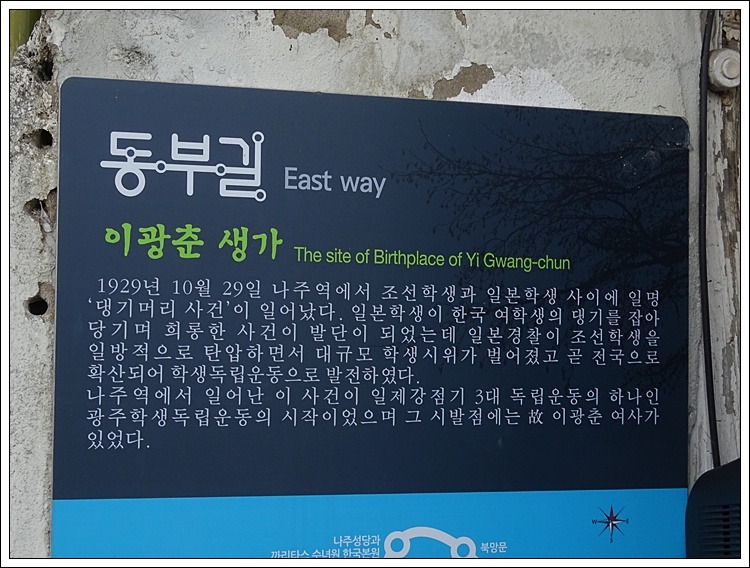 동부길 East way
이광춘 생가 The site of Birthplace of Yi Gwang-chun
1929년 10월 29일 나주역에서 조선학생과 일본학생 사이에 일명
‘댕기머리 사건’이 일어났다. 일본학생이 한국 여학생의 댕기를 잡아
당기며 희롱한 사건이 발단이 되었는데 일본경찰이 조선학생을
일방적으로 탄압하면서 대규모 학생시위가 벌어졌고 곧 전국으로
확산되어 학생독립운동으로 발전하였다.
나주역에서 일어난 이 사건이 일제강점기 3대 독립운동의 하나인
광주학생독립운동의 시작이었으며 그 시발점에는 故 이광춘 여사가
있었다.
W E
S
나주성당과
까리타스 수녀원 한국본원
북망문